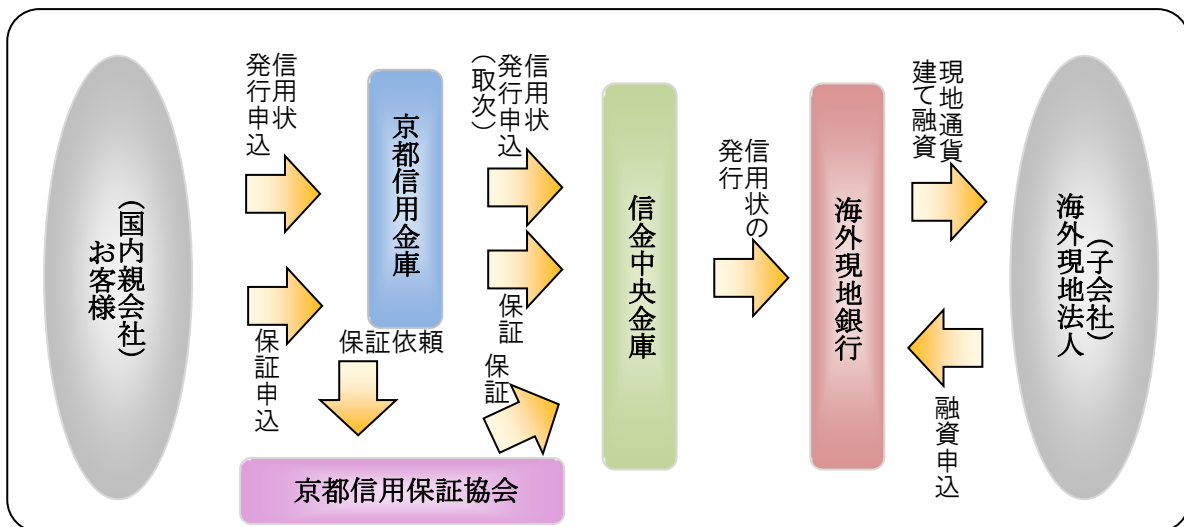 （国内親会社）
お客様
信用状
発行申込
保証申込
京都信用金庫
保証依頼
京都信用保証協会
信用状
発行申込
（取次）
保証
保証
信金中央金庫
信用状の
発行
海外現地銀行
現地通貨
建て融資
融資申込
（子会社）
海外現地法人